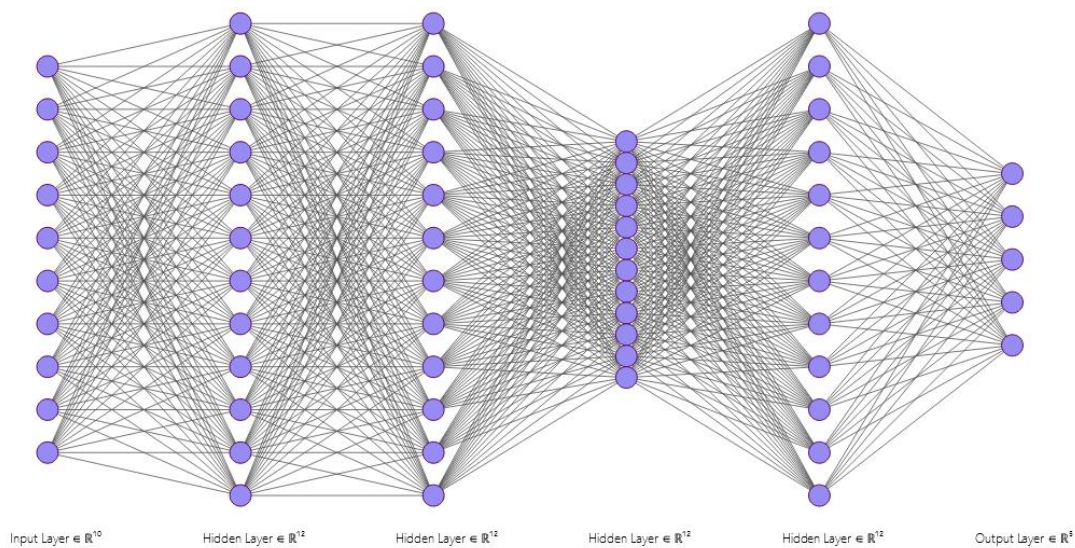 Input Layer ∈ ℝ¹⁰
Hidden Layer ∈ ℝ¹²
Hidden Layer ∈ ℝ¹²
Hidden Layer ∈ ℝ¹²
Hidden Layer ∈ ℝ¹²
Output Layer ∈ ℝ⁵